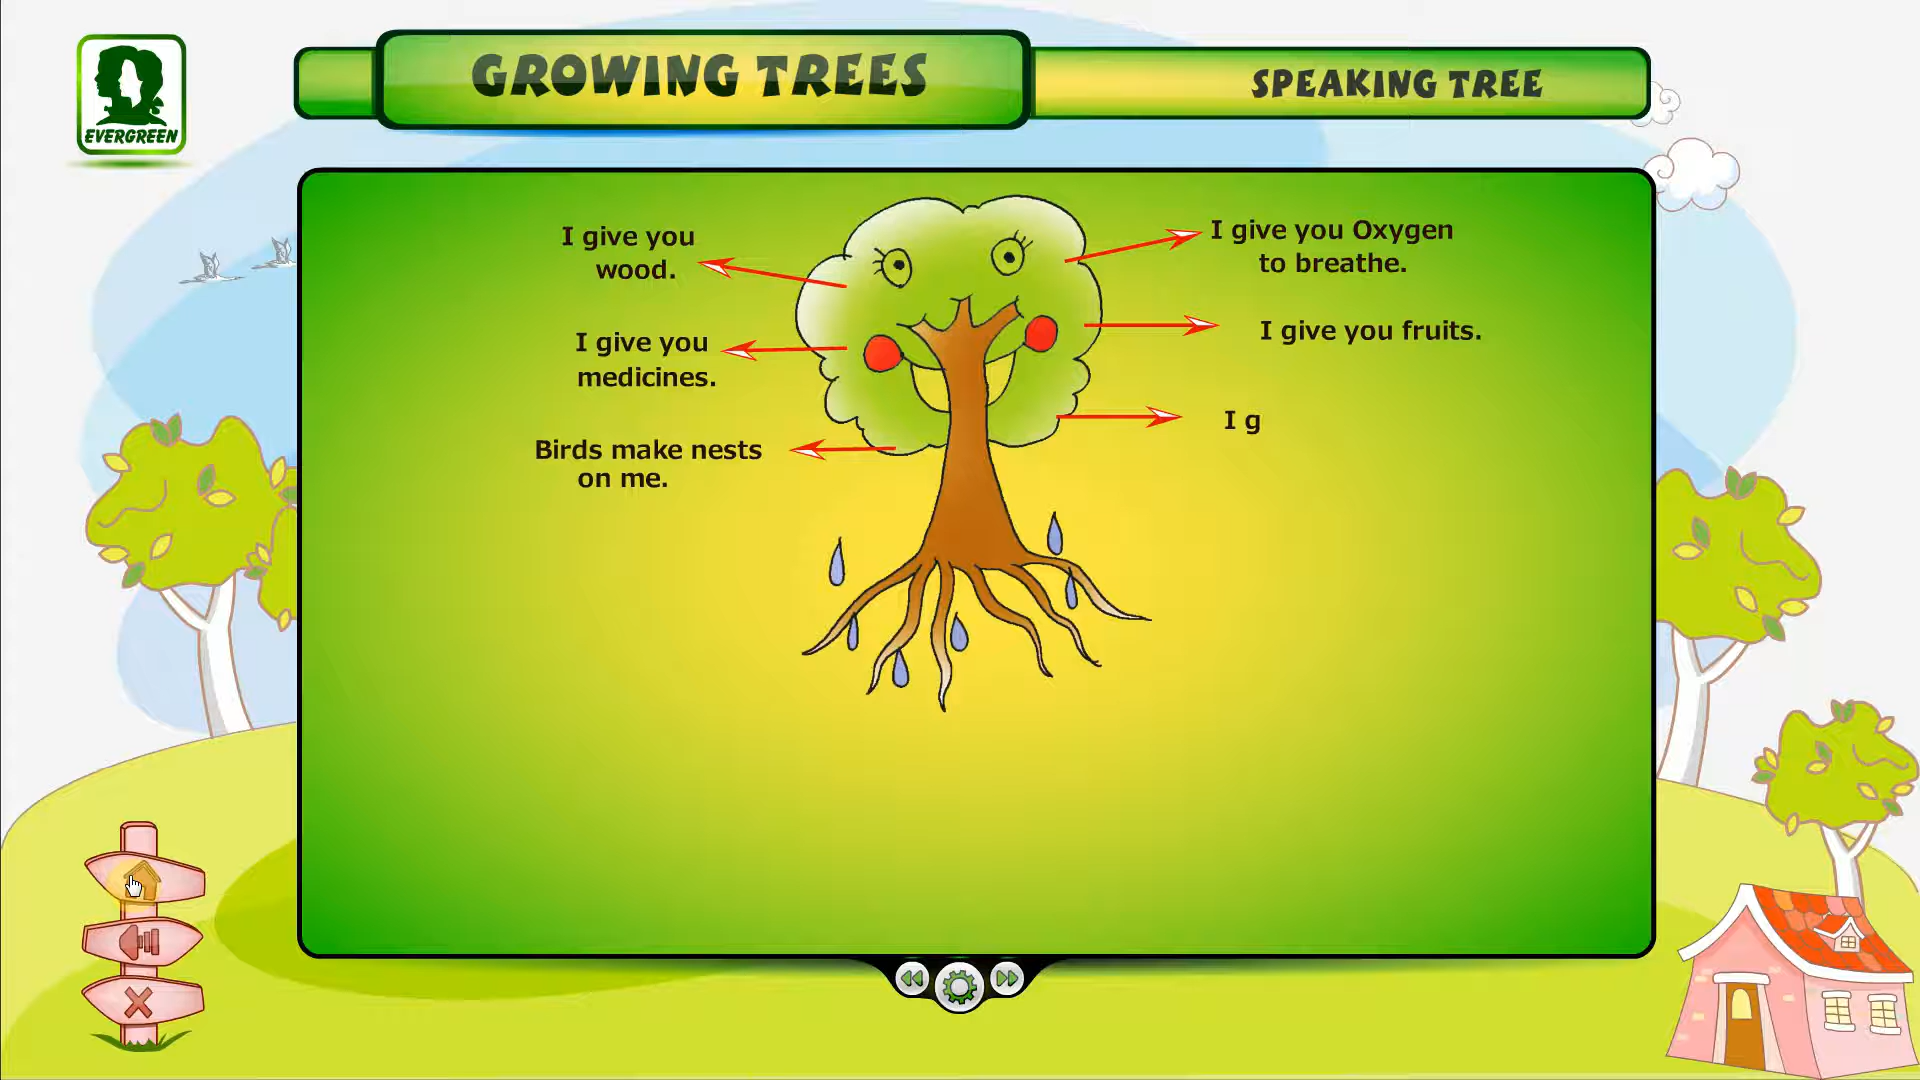 EVERGREEN
GROWING TREES
SPEAKING TREE
I give you
wood.
I give you
medicines.
Birds make nests
on me.
I give you Oxygen
to breathe.
I give you fruits.
I g